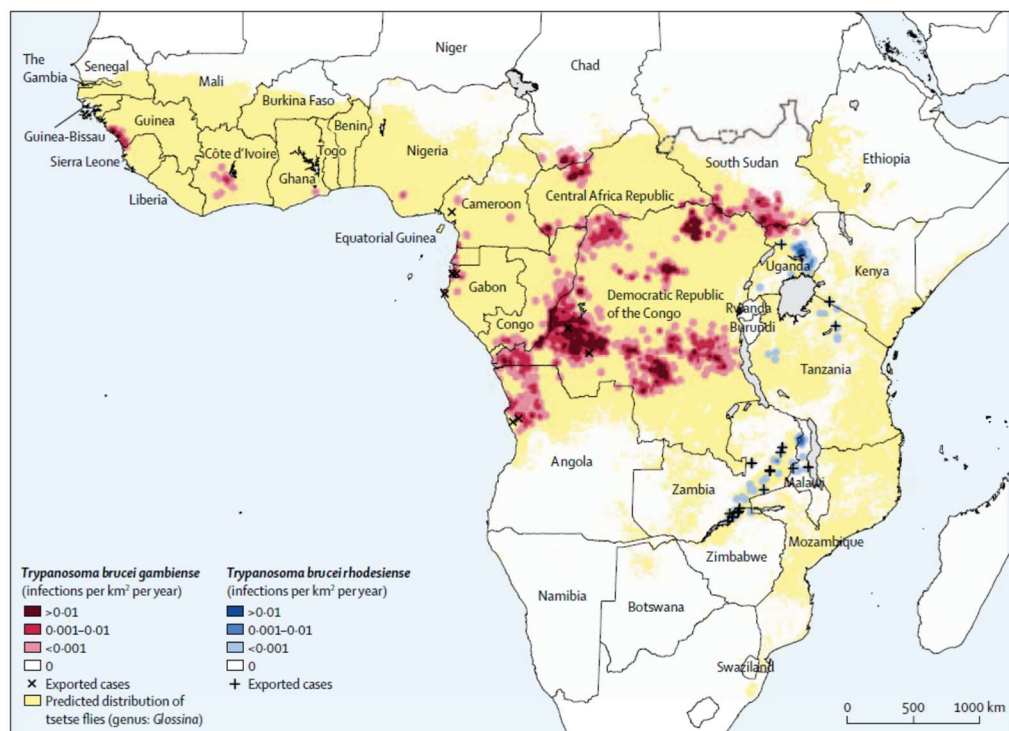 Niger
Chad
The
Gambia
Senegal
Mali
Burkina Faso
Guinea
Benin
Guinea-Bissau
Sierra Leone
Côte d'Ivoire
Togo
Ghana
Nigeria
Liberia
South Sudan
Ethiopia
Cameroon
Central Africa Republic
Equatorial Guinea
Gabon
Congo
Democratic Republic
of the Congo
Uganda
Kenya
Rwanda
Burundi
Tanzania
Angola
Zambia
Malawi
Mozambique
Zimbabwe
Namibia
Botswana
Swaziland
Trypanosoma brucei gambiense
(infections per km² per year)
>0·01
0·001–0·01
<0·001
0
Exported cases
Predicted distribution of
tsetse flies (genus: Glossina)
Trypanosoma brucei rhodesiense
(infections per km² per year)
>0·01
0·001–0·01
<0·001
0
Exported cases
0 500 1000 km